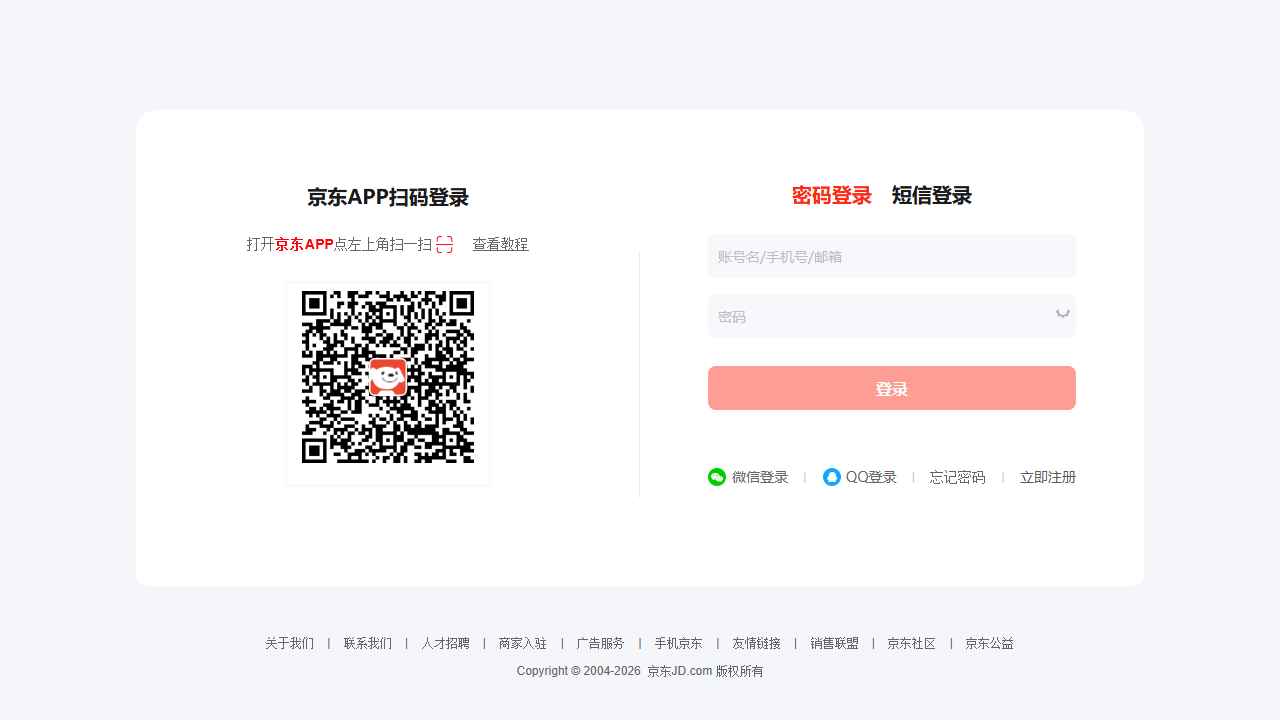 京东APP扫码登录
打开京东APP点左上角扫一扫 查看教程
密码登录 短信登录
账号名/手机号/邮箱
密码
登录
微信登录 | QQ登录 | 忘记密码 | 立即注册
关于我们 | 联系我们 | 人才招聘 | 商家入驻 | 广告服务 | 手机京东 | 友情链接 | 销售联盟 | 京东社区 | 京东公益
Copyright © 2004-2026 京东JD.com 版权所有